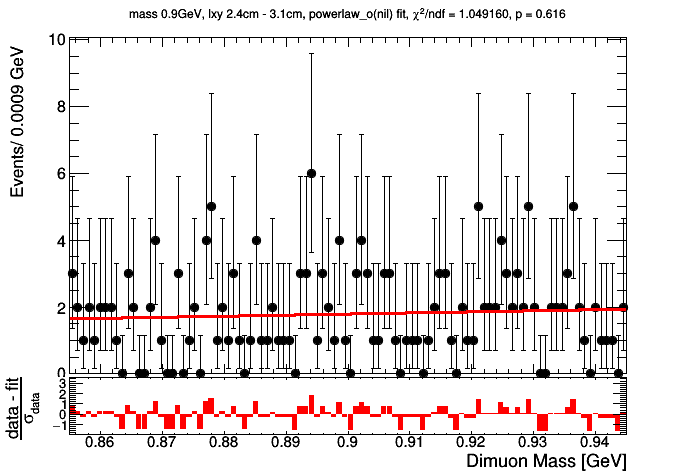 mass 0.9GeV, lxy 2.4cm - 3.1cm, powerlaw_o(nil) fit, χ²/ndf = 1.049160, p = 0.616
Events/ 0.0009 GeV
10
8
6
4
2
0
data - fit
σdata
3
2
1
0
−1
0.86 0.87 0.88 0.89 0.9 0.91 0.92 0.93 0.94
Dimuon Mass [GeV]